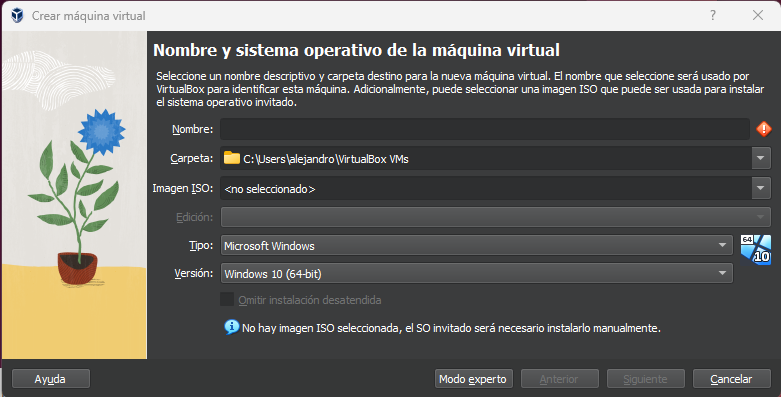 Crear máquina virtual
Nombre y sistema operativo de la máquina virtual
Seleccione un nombre descriptivo y carpeta destino para la nueva máquina virtual. El nombre que seleccione será usado por
VirtualBox para identificar esta máquina. Adicionalmente, puede seleccionar una imagen ISO que puede ser usada para instalar
el sistema operativo invitado.
Nombre:
Carpeta: C:\Users\alejandro\VirtualBox VMs
Imagen ISO: <no seleccionado>
Edición:
Tipo: Microsoft Windows 64
10
Versión: Windows 10 (64-bit)
Omitir instalación desatendida
No hay imagen ISO seleccionada, el SO invitado será necesario instalarlo manualmente.
Ayuda Modo experto Anterior Siguiente Cancelar